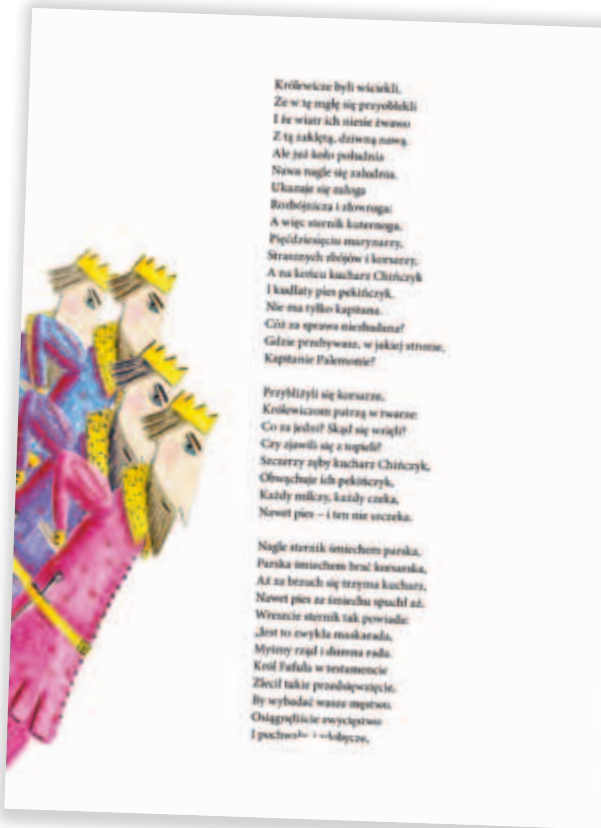 Królewicze byli wściekli,
Że w tę mgłę się przyoblekli
I że wiatr ich niesie żwawo
Z tą zaklętą, dziwną nawą.
Ale już koło południa
Nawa nagle się zaludnia.
Ukazuje się załoga
Rozbójnicza i złowroga:
A więc sternik kuternoga,
Pięćdziesięciu marynarzy,
Strasznych zbójów i korsarzy,
A na końcu kucharz Chińczyk
I kudłaty pies pekińczyk.
Nie ma tylko kapitana.
Cóż za sprawa niezbadana?
Gdzie przebywasz, w jakiej stronie,
Kapitanie Palemonie?

Przybliżyli się korsarze,
Królewiczom patrzą w twarze:
Co za jedni? Skąd się wzięli?
Czy zjawili się z topieli?
Szczerzy zęby kucharz Chińczyk,
Obwąchuje ich pekińczyk,
Każdy milczy, każdy czeka,
Nawet pies – i ten nie szczeka.

Nagle sternik śmiechem parska,
Parska śmiechem brać korsarska,
Aż za brzuch się trzyma kucharz,
Nawet pies ze śmiechu spuchł aż.
Wreszcie sternik tak powiada:
„Jest to zwykła maskarada,
Myśmy rząd i dumna rada.
Król Fafuła w testamencie
Zlecił takie przedsięwzięcie,
By wybadać wasze męstwo.
Osiągnęliście zwycięstwo
I pochwałę, i zdobycze,